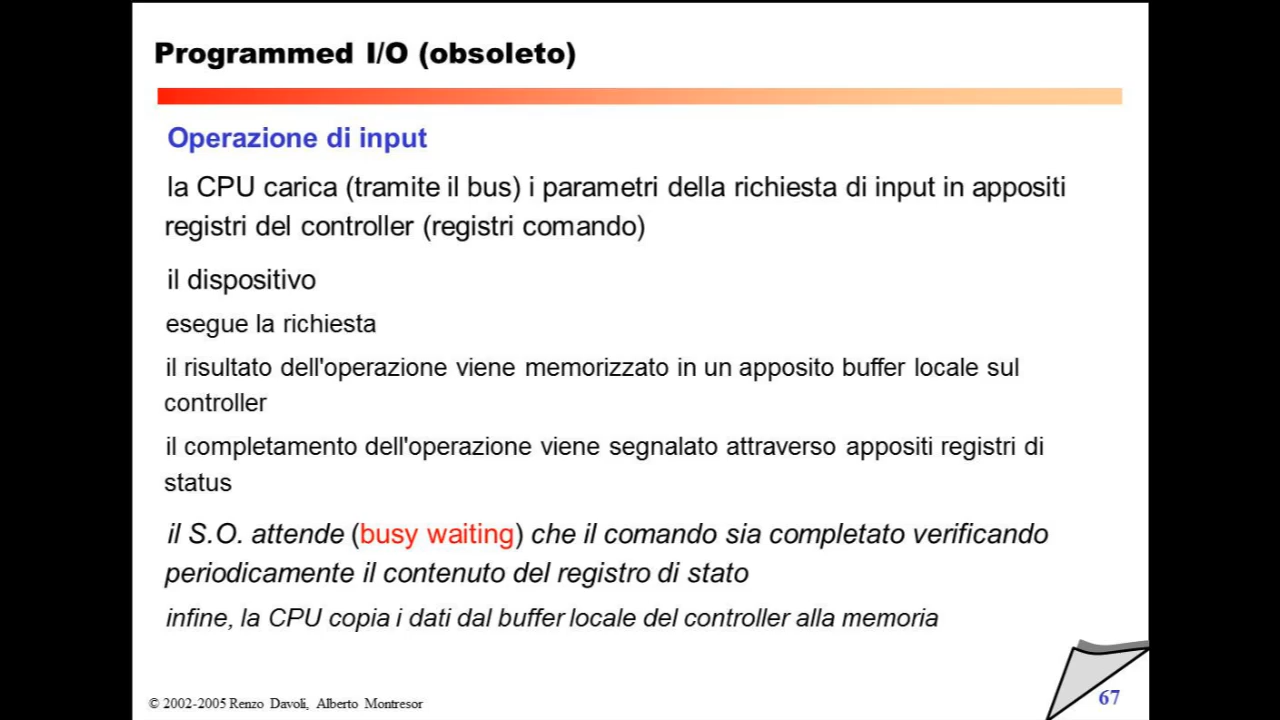 Programmed I/O (obsoleto)
Operazione di input
la CPU carica (tramite il bus) i parametri della richiesta di input in appositi
registri del controller (registri comando)
il dispositivo
esegue la richiesta
il risultato dell'operazione viene memorizzato in un apposito buffer locale sul
controller
il completamento dell'operazione viene segnalato attraverso appositi registri di
status
il S.O. attende (busy waiting) che il comando sia completato verificando
periodicamente il contenuto del registro di stato
infine, la CPU copia i dati dal buffer locale del controller alla memoria
© 2002-2005 Renzo Davoli, Alberto Montresor
67